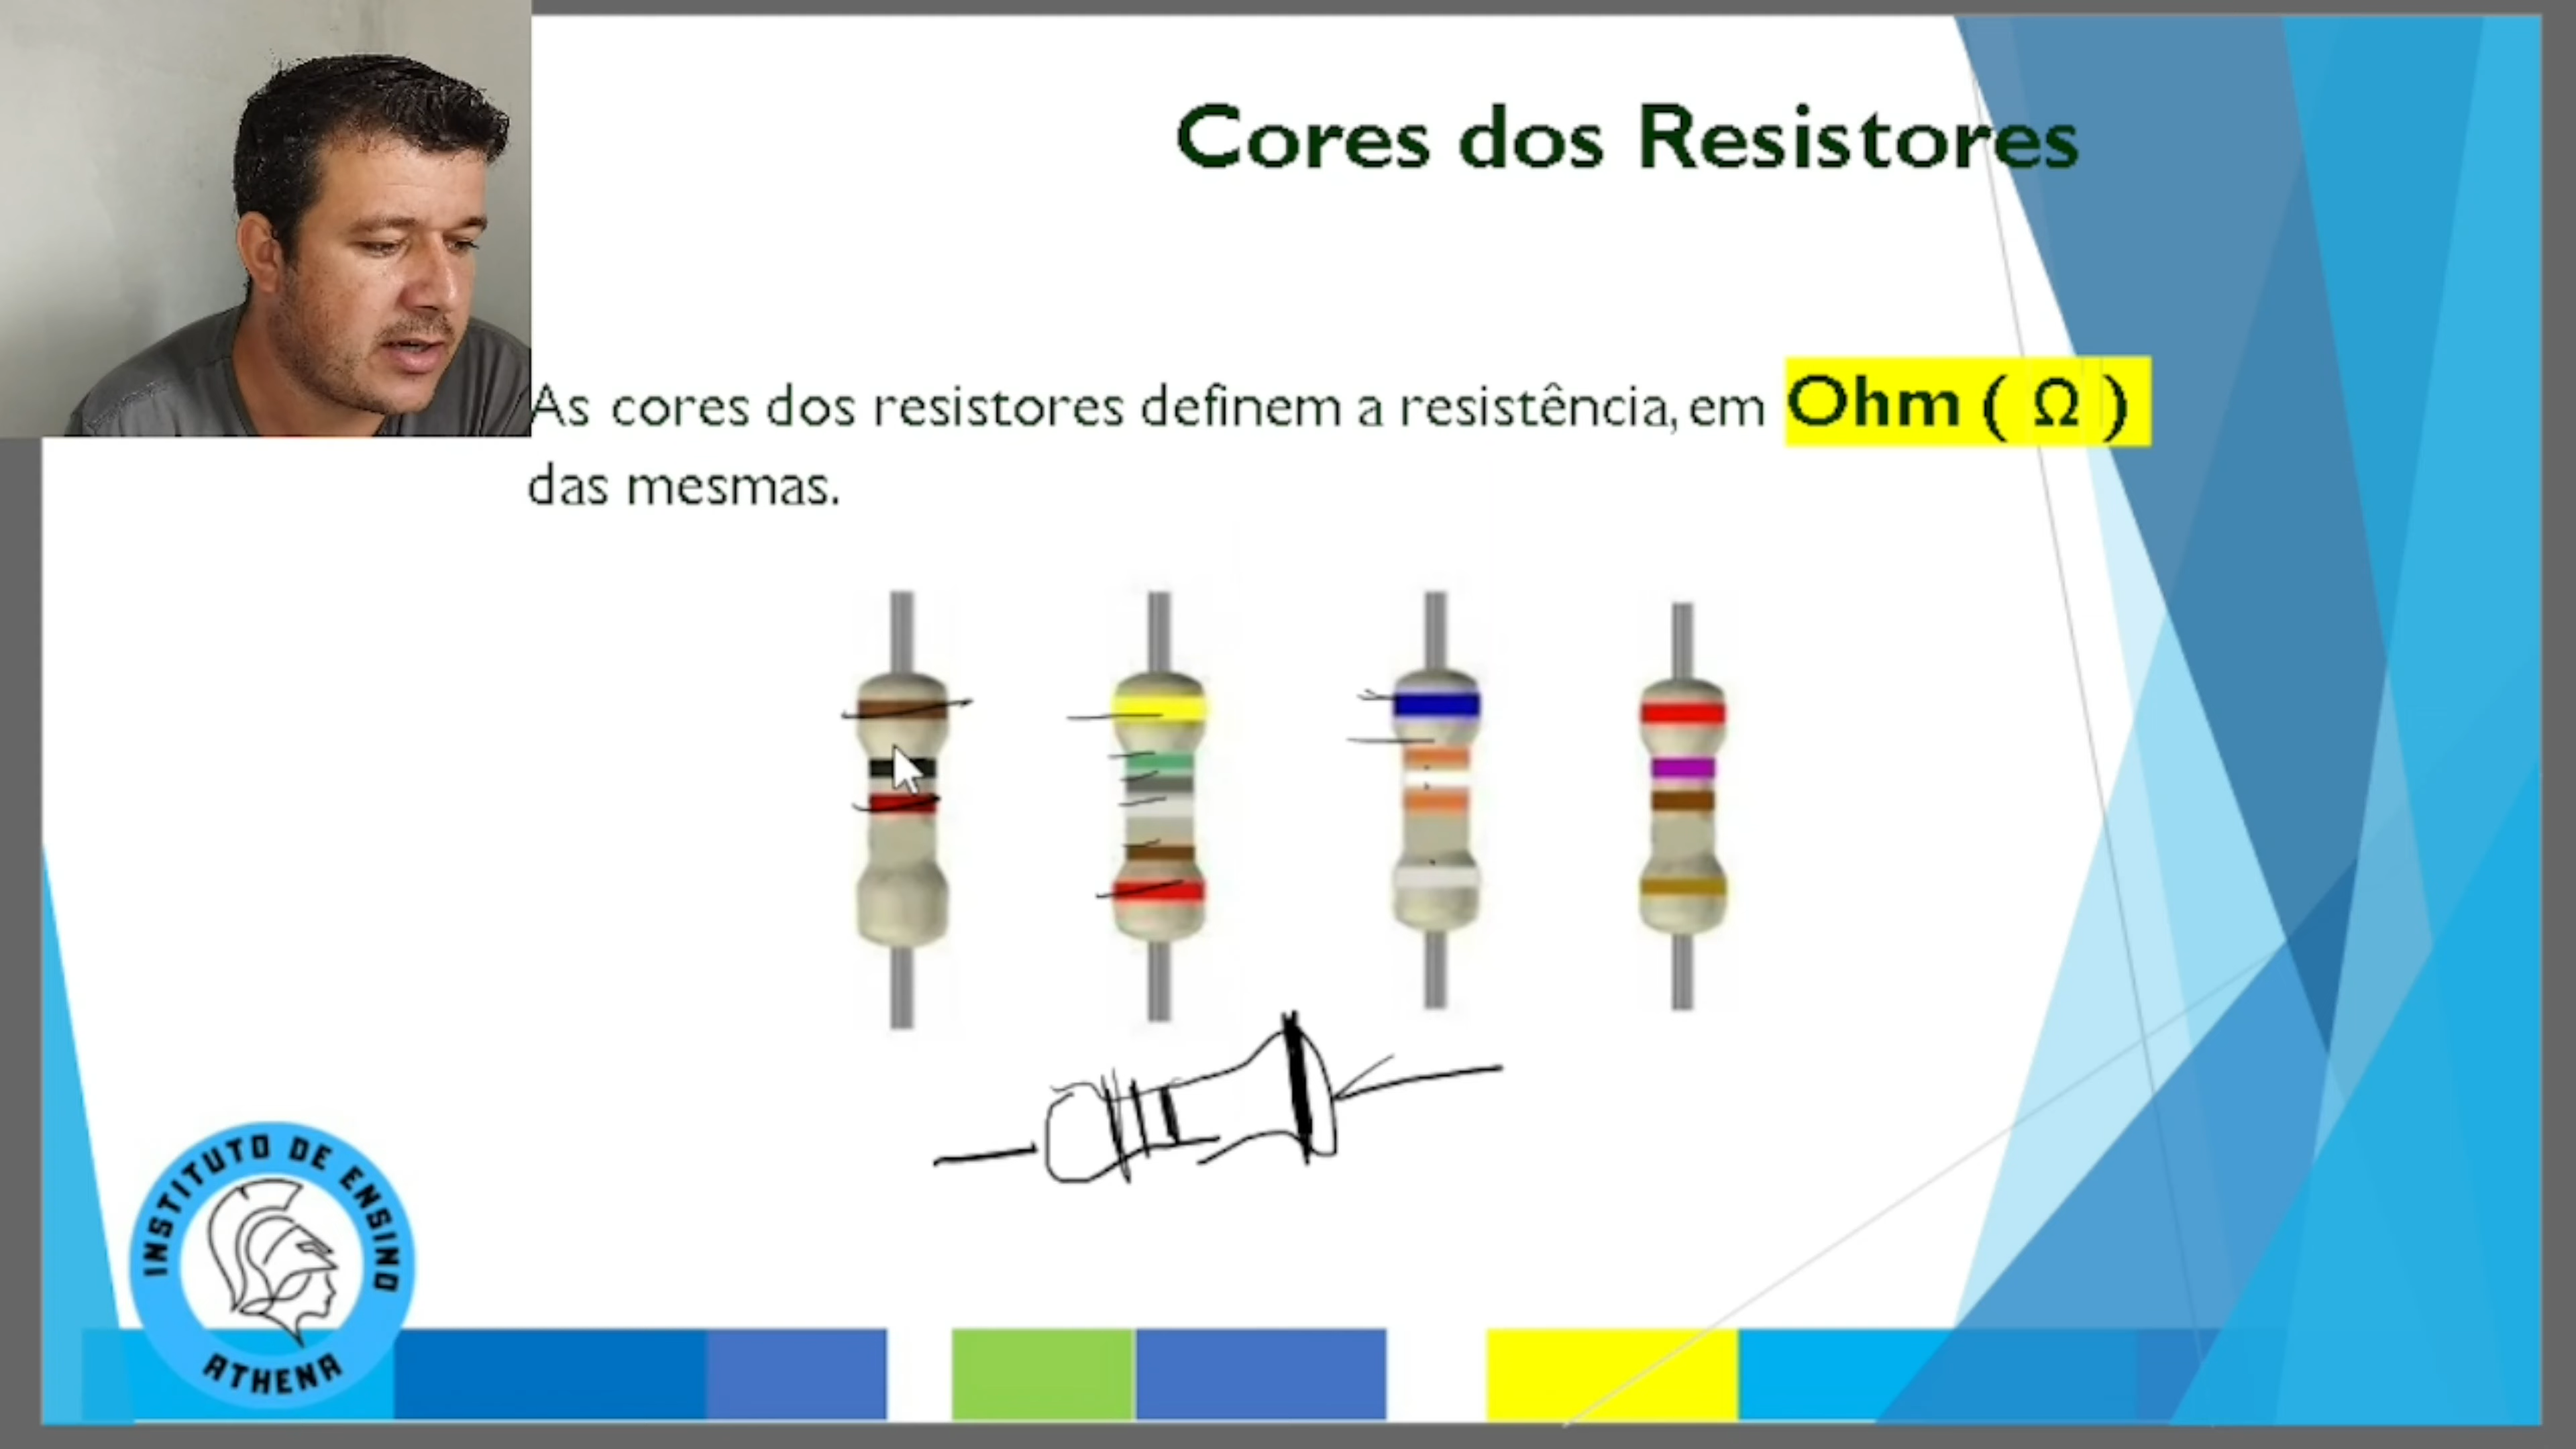 Cores dos Resistores
As cores dos resistores definem a resistência, em Ohm ( Ω )
das mesmas.
INSTITUTO DE ENSINO
ATHENA